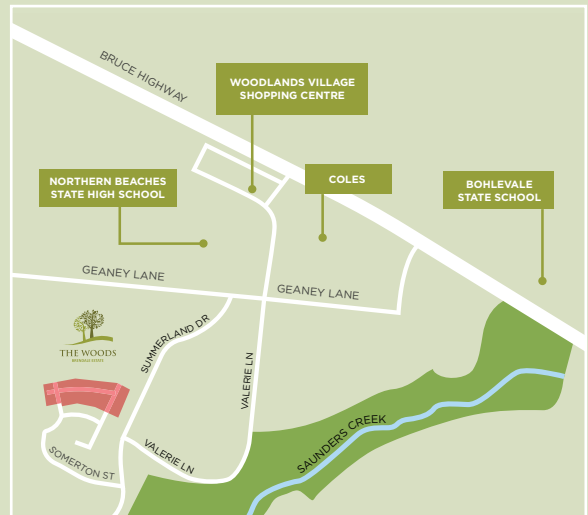 BRUCE HIGHWAY
WOODLANDS VILLAGE
SHOPPING CENTRE
NORTHERN BEACHES
STATE HIGH SCHOOL
COLES
BOHLEVALE
STATE SCHOOL
GEANEY LANE
GEANEY LANE
THE WOODS
SUMMERLAND DR
VALERIE LN
VALERIE LN
SAUNDERS CREEK
SOMERTON ST